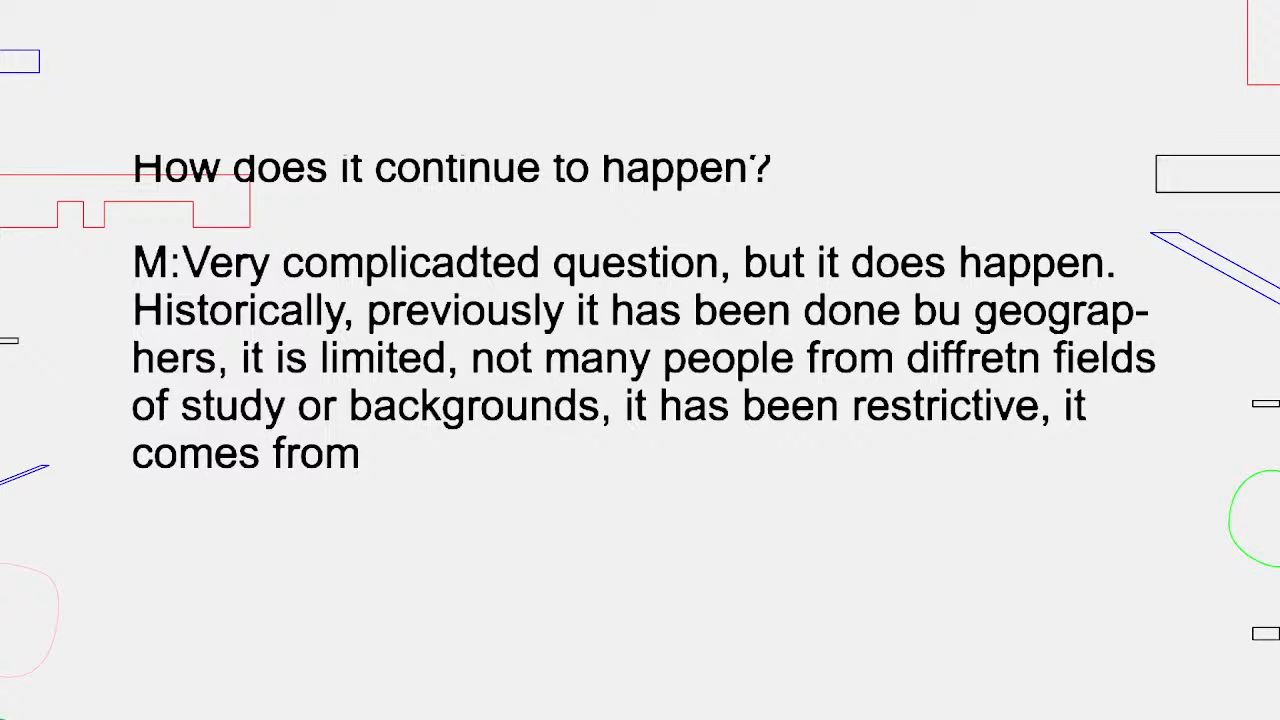 How does it continue to happen?
M:Very complicadted question, but it does happen.
Historically, previously it has been done bu geograp-
hers, it is limited, not many people from diffretn fields
of study or backgrounds, it has been restrictive, it
comes from